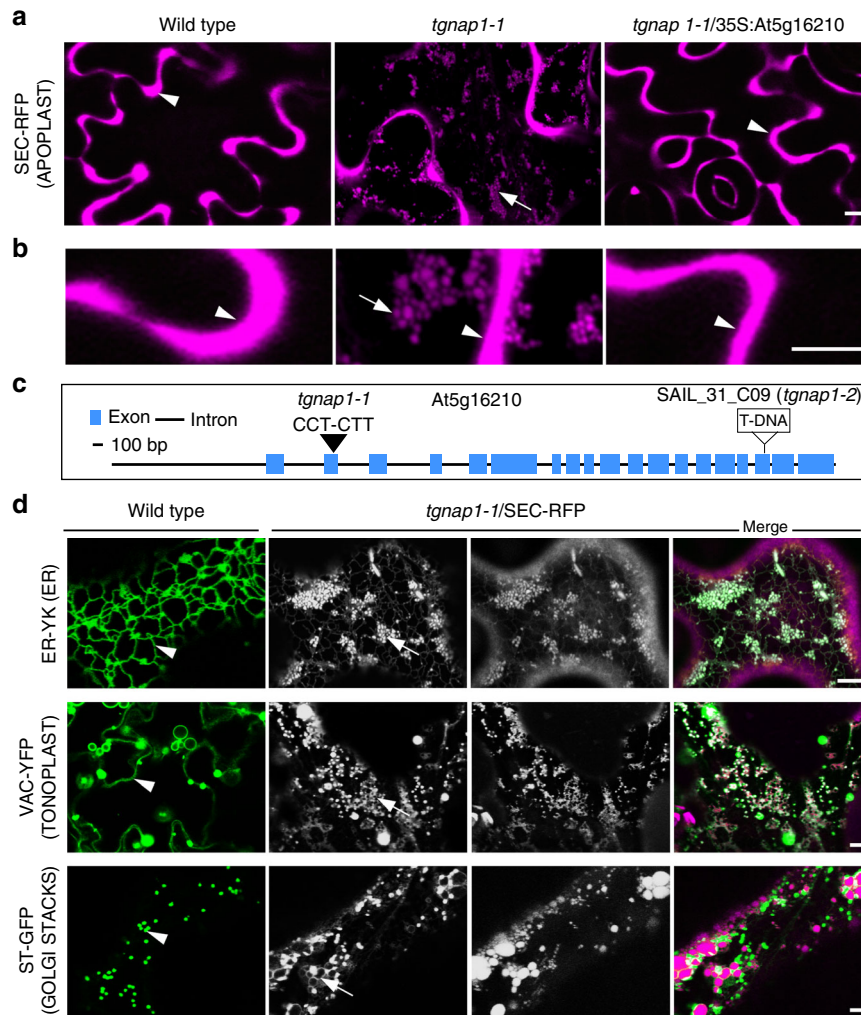 a
Wild type
tgnap1-1
tgnap 1-1/35S:At5g16210
SEC-RFP
(APOPLAST)
b
c
tgnap1-1
At5g16210
SAIL_31_C09 (tgnap1-2)
Exon
Intron
CCT-CTT
T-DNA
100 bp
d
Wild type
tgnap1-1/SEC-RFP
Merge
ER-YK (ER)
VAC-YFP
(TONOPLAST)
ST-GFP
(GOLGI STACKS)